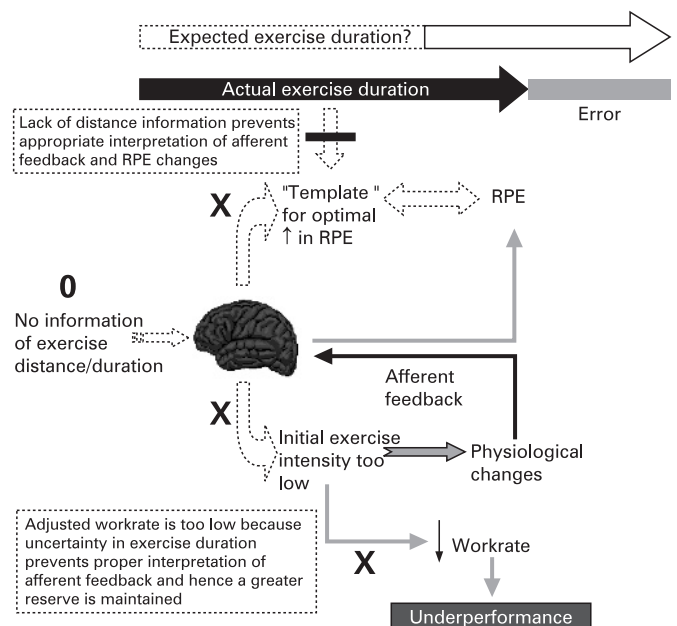 Expected exercise duration?
Actual exercise duration
Error
Lack of distance information prevents
appropriate interpretation of afferent
feedback and RPE changes
X
"Template "
for optimal
↑ in RPE
RPE
0
No information
of exercise
distance/duration
Afferent
feedback
X
Initial exercise
intensity too
low
Physiological
changes
Adjusted workrate is too low because
uncertainty in exercise duration
prevents proper interpretation of
afferent feedback and hence a greater
reserve is maintained
X
↓ Workrate
Underperformance